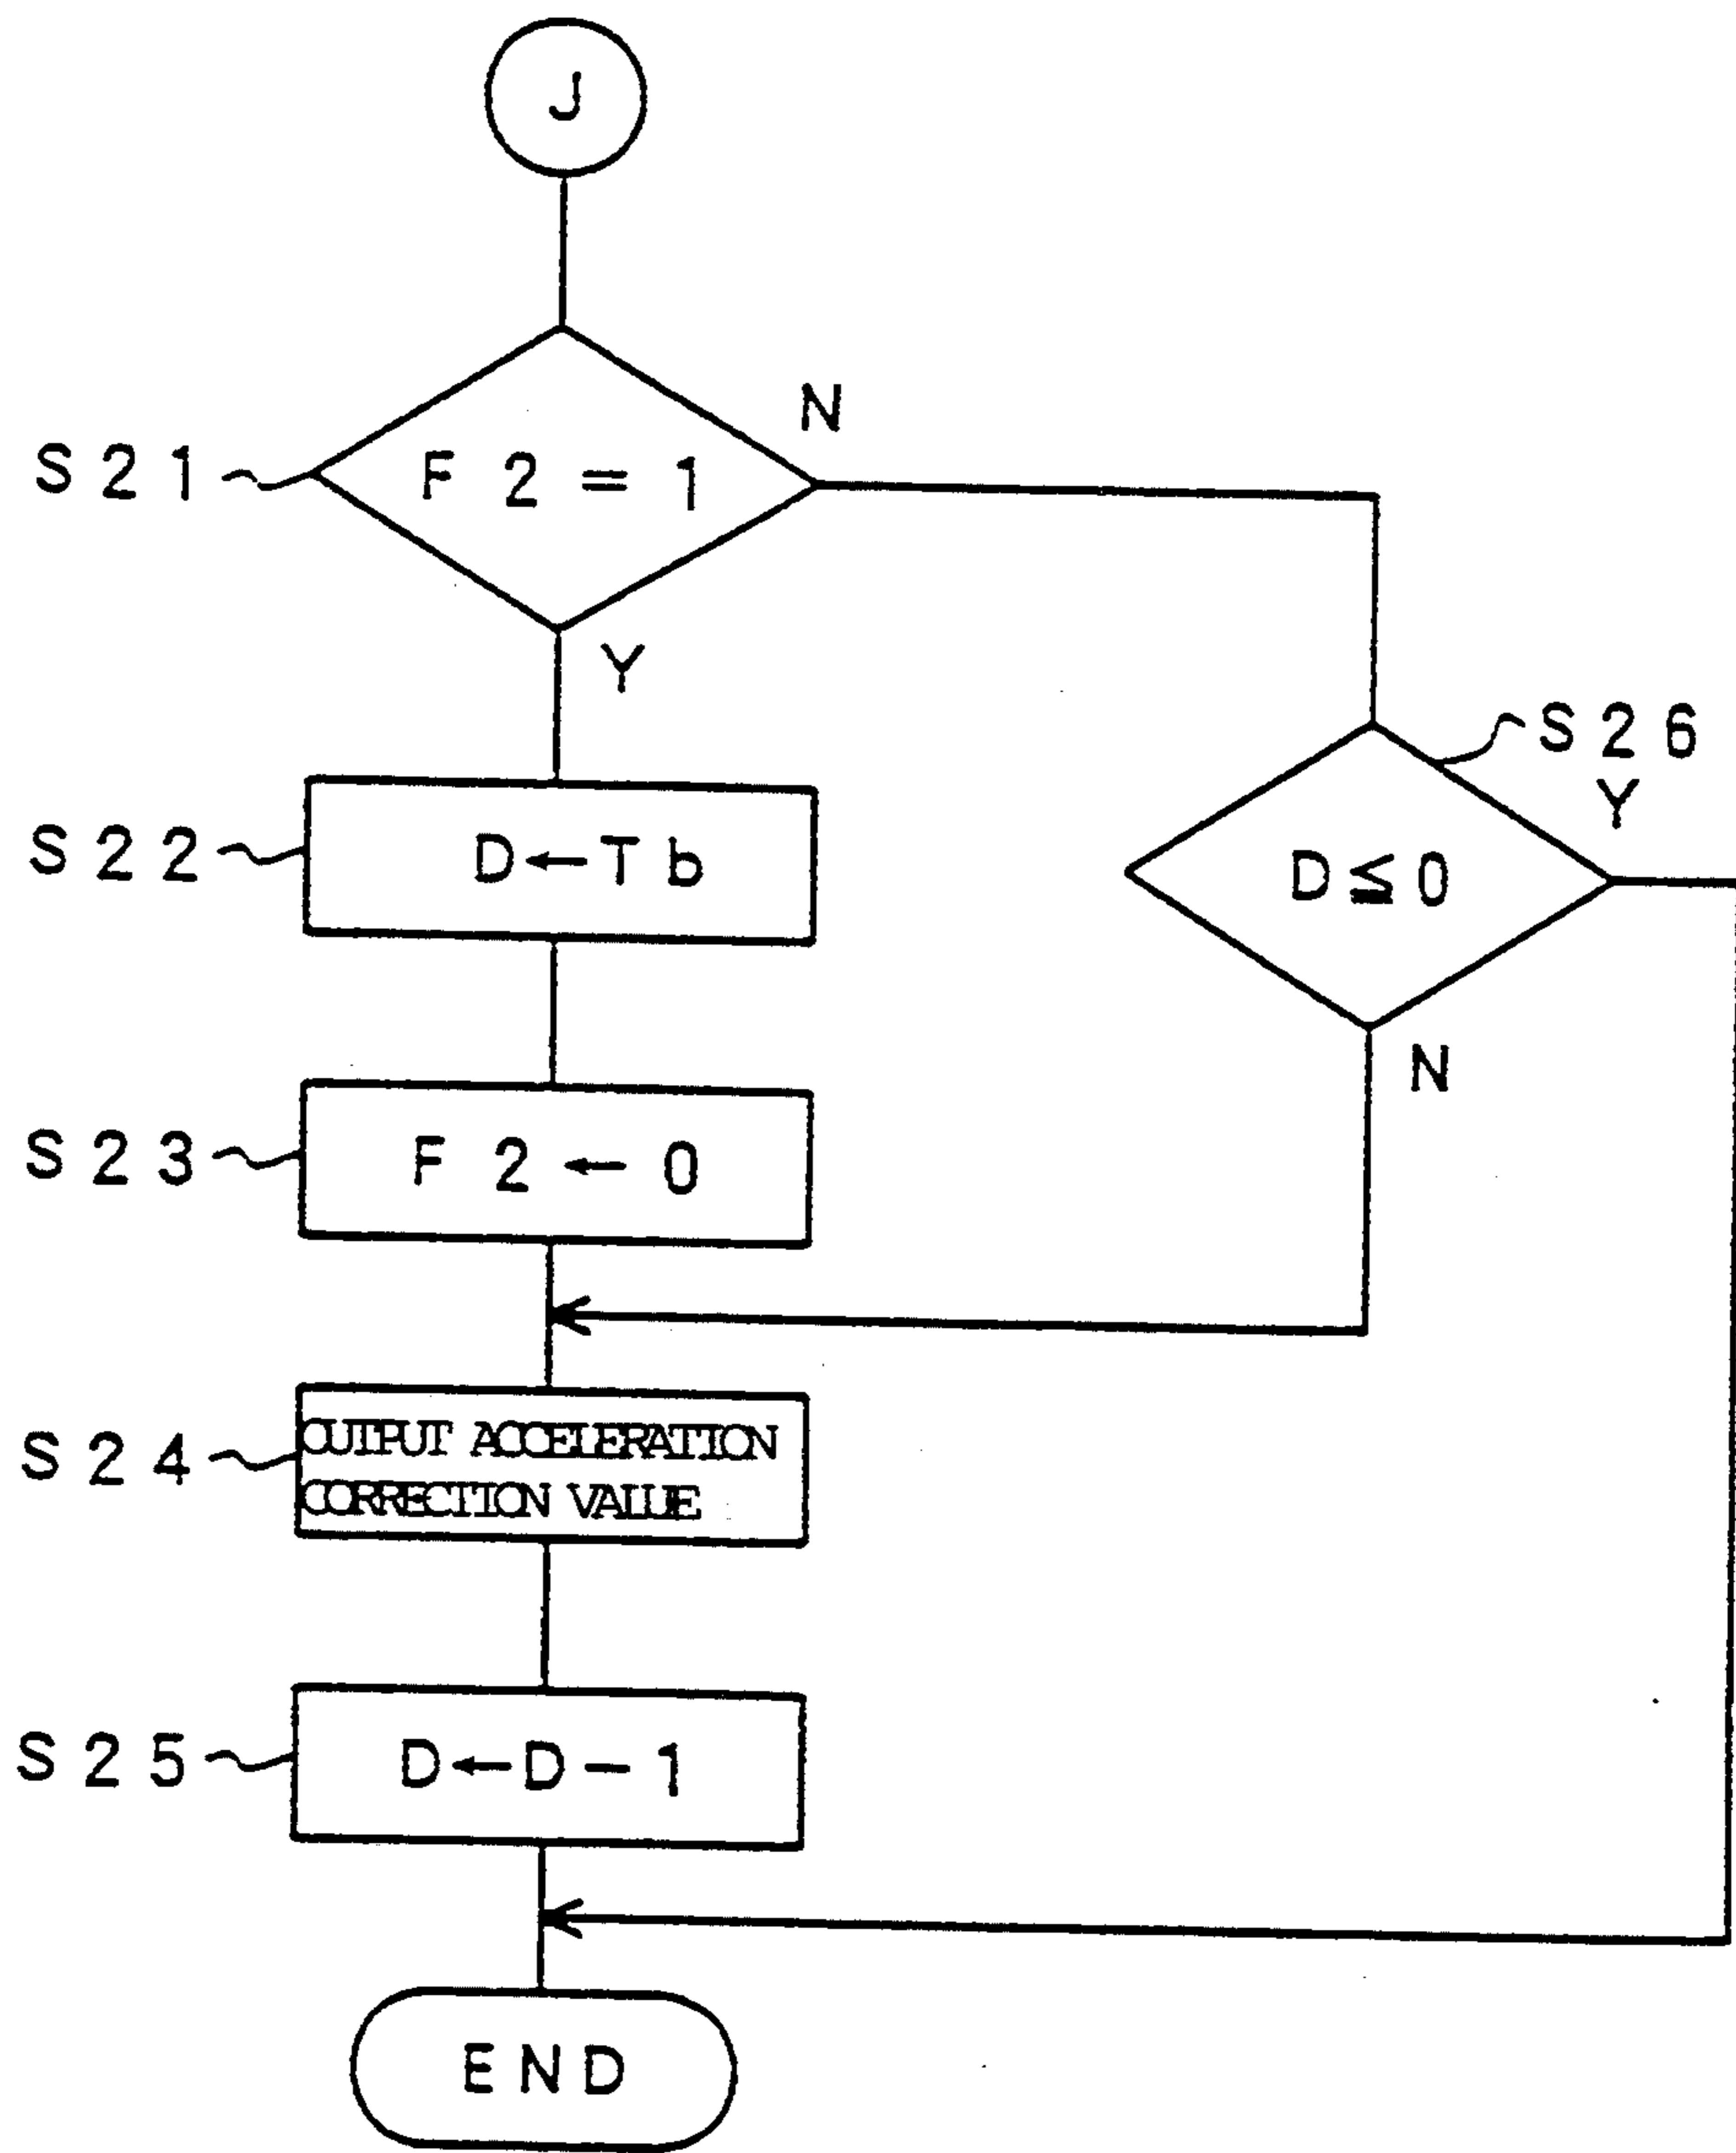 J
S21
F2=1
N
Y
S22
D←Tb
S26
Y
D≦0
N
S23
F2←0
S24
OUTPUT ACCELERATION
CORRECTION VALUE
S25
D←D-1
END